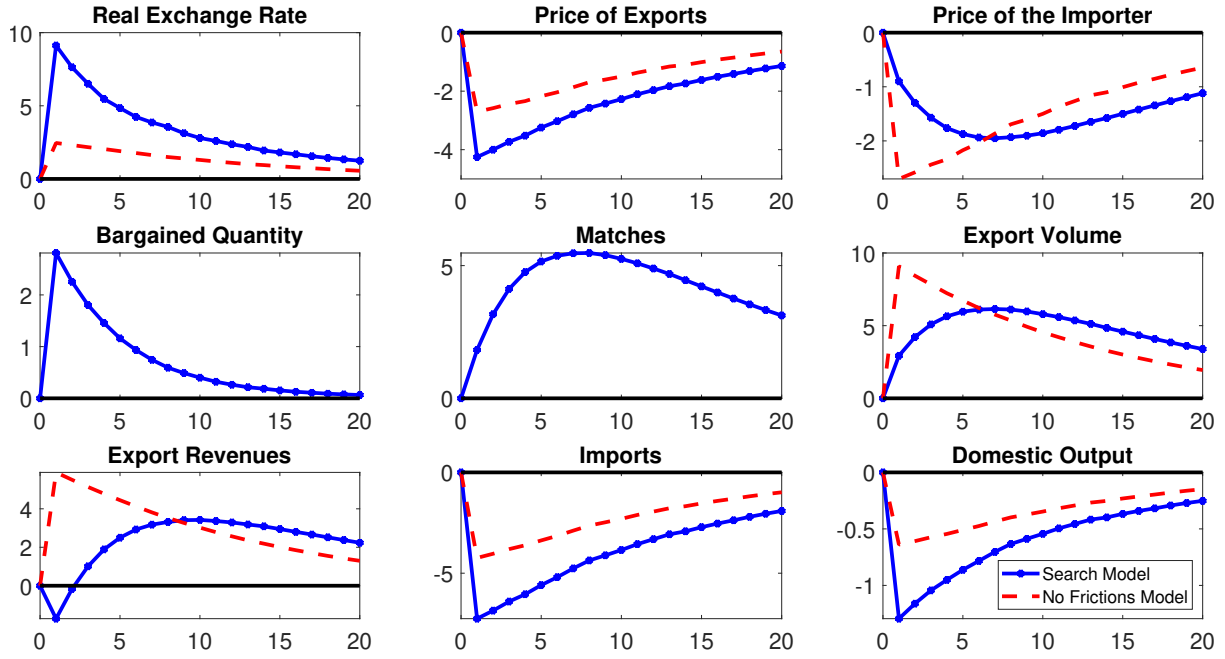 Real Exchange Rate
10
5
0
0 5 10 15 20
Price of Exports
0
-2
-4
0 5 10 15 20
Price of the Importer
0
-1
-2
0 5 10 15 20
Bargained Quantity
2
1
0
0 5 10 15 20
Matches
5
0
0 5 10 15 20
Export Volume
10
5
0
0 5 10 15 20
Export Revenues
4
2
0
0 5 10 15 20
Imports
0
-5
0 5 10 15 20
Domestic Output
0
-0.5
-1
0 5 10 15 20
Search Model
No Frictions Model